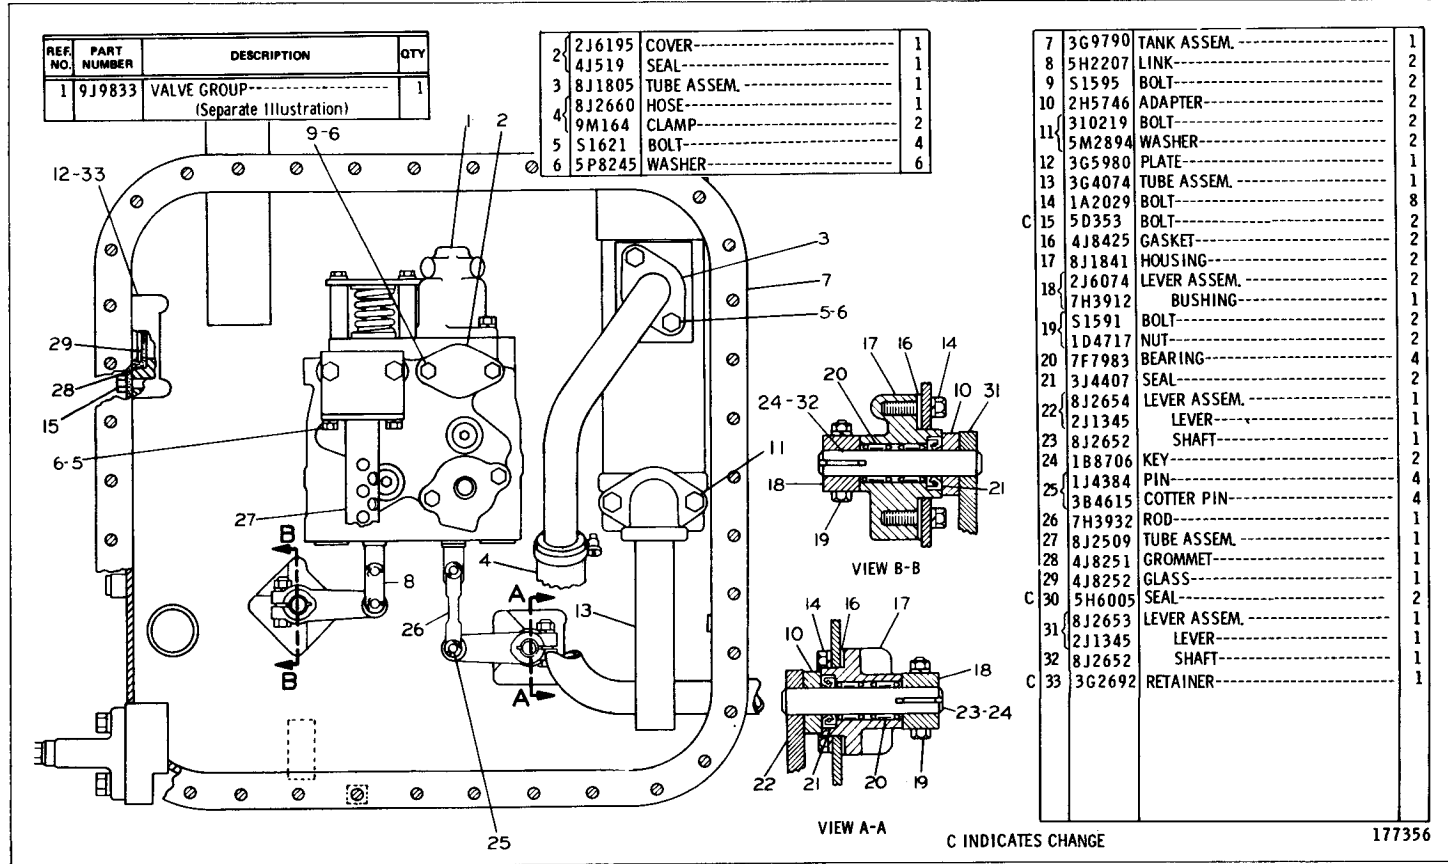 REF. NO. PART NUMBER DESCRIPTION QTY
1 9J9833 VALVE GROUP 1
(Separate Illustration)
2 2J6195 COVER 1
4J519 SEAL 1
3 8J1805 TUBE ASSEM. 1
4 8J2660 HOSE 1
9M164 CLAMP 2
5 S1621 BOLT 4
6 5P8245 WASHER 6
7 3G9790 TANK ASSEM. 1
8 5H2207 LINK 2
9 S1595 BOLT 2
10 2H5746 ADAPTER 2
11 310219 BOLT 2
5M2894 WASHER 2
12 3G5980 PLATE 1
13 3G4074 TUBE ASSEM. 1
14 1A2029 BOLT 8
C 15 5D353 BOLT 2
16 4J8425 GASKET 2
17 8J1841 HOUSING 2
18 2J6074 LEVER ASSEM. 2
7H3912 BUSHING 1
19 S1591 BOLT 2
1D4717 NUT 2
20 7F7983 BEARING 4
21 3J4407 SEAL 2
22 8J2654 LEVER ASSEM. 1
2J1345 LEVER 1
23 8J2652 SHAFT 1
24 1B8706 KEY 2
25 1J4384 PIN 4
3B4615 COTTER PIN 4
26 7H3932 ROD 1
27 8J2509 TUBE ASSEM. 1
28 4J8251 GROMMET 1
29 4J8252 GLASS 1
C 30 5H6005 SEAL 2
31 8J2653 LEVER ASSEM. 1
2J1345 LEVER 1
32 8J2652 SHAFT 1
C 33 3G2692 RETAINER 1
9-6
1
2
12-33
3
7
5-6
29
28
15
6-5
27
11
B
B
8
4
26
A
A
13
25
17
16
14
20
10
31
24-32
18
21
19
VIEW B-B
14
16
17
10
18
23-24
22
21
20
19
VIEW A-A
C INDICATES CHANGE
177356